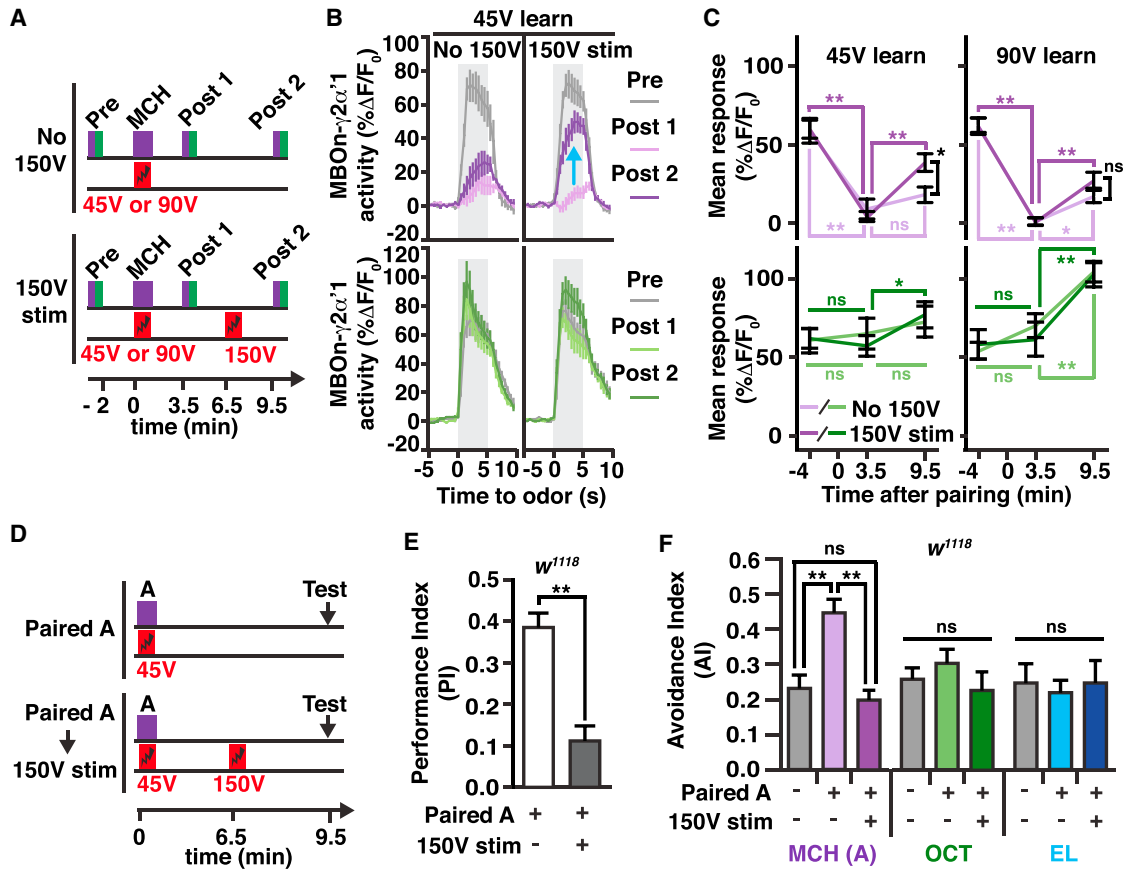 A
Pre MCH Post 1 Post 2
No 150V
45V or 90V
Pre MCH Post 1 Post 2
150V stim
45V or 90V 150V
- 2 0 3.5 6.5 9.5
time (min)
B
45V learn
No 150V 150V stim
MBOn-γ2α'1 activity (%ΔF/F0)
100
80
60
40
20
0
-20
Pre
Post 1
Post 2
MBOn-γ2α'1 activity (%ΔF/F0)
120
100
80
60
40
20
0
-20
Pre
Post 1
Post 2
-5 0 5 10 -5 0 5 10
Time to odor (s)
C
45V learn 90V learn
Mean response (%ΔF/F0)
100
50
0
** ** * ** ns
** ** ns ** *
Mean response (%ΔF/F0)
100
50
0
ns * ns **
ns ns ns **
No 150V
150V stim
-4 0 3.5 9.5 -4 0 3.5 9.5
Time after pairing (min)
D
A Test
Paired A
45V
Paired A
150V stim
A Test
45V 150V
0 6.5 9.5
time (min)
E
w1118
**
Performance Index (PI)
0.5
0.4
0.3
0.2
0.1
0.0
Paired A + +
150V stim - +
F
w1118
Avoidance Index (AI)
0.6
0.5
0.4
0.3
0.2
0.1
0.0
ns
** **
ns
ns
Paired A - + + - + + - + +
150V stim - - + - - + - - +
MCH (A) OCT EL